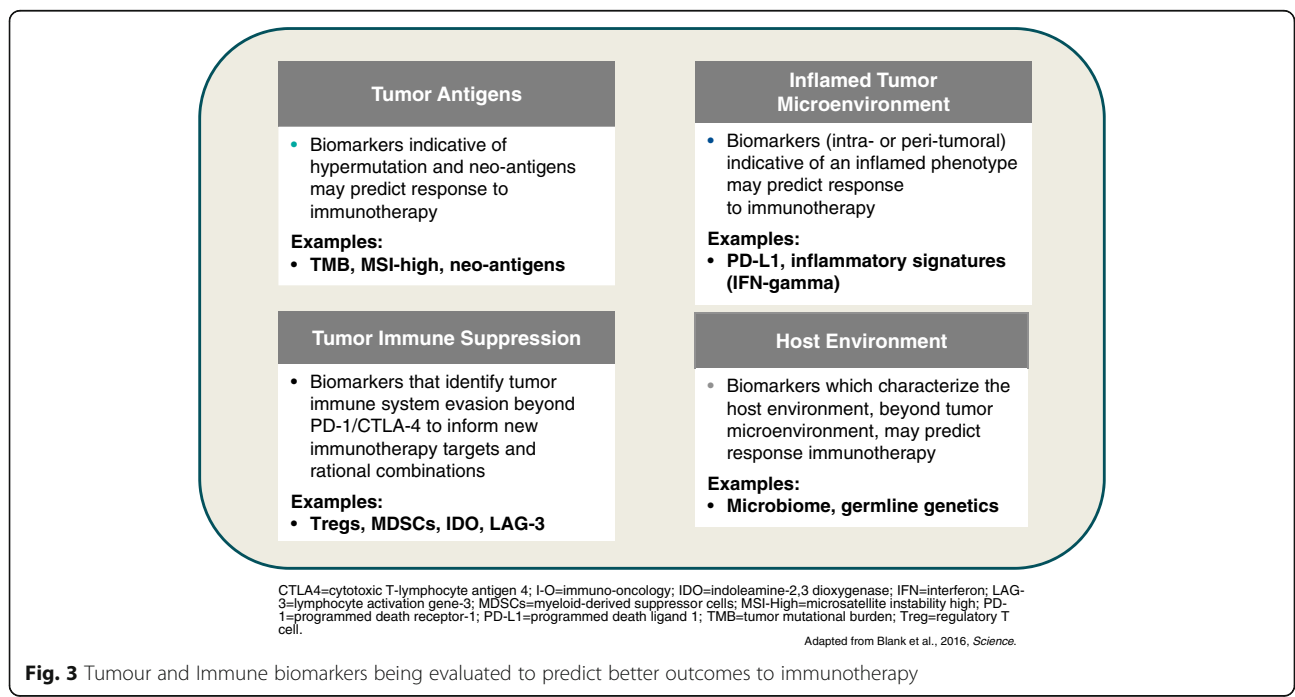 Tumor Antigens
• Biomarkers indicative of
hypermutation and neo-antigens
may predict response to
immunotherapy
Examples:
• TMB, MSI-high, neo-antigens
Inflamed Tumor
Microenvironment
• Biomarkers (intra- or peri-tumoral)
indicative of an inflamed phenotype
may predict response
to immunotherapy
Examples:
• PD-L1, inflammatory signatures
(IFN-gamma)
Tumor Immune Suppression
• Biomarkers that identify tumor
immune system evasion beyond
PD-1/CTLA-4 to inform new
immunotherapy targets and
rational combinations
Examples:
• Tregs, MDSCs, IDO, LAG-3
Host Environment
• Biomarkers which characterize the
host environment, beyond tumor
microenvironment, may predict
response immunotherapy
Examples:
• Microbiome, germline genetics
CTLA4=cytotoxic T-lymphocyte antigen 4; I-O=immuno-oncology; IDO=indoleamine-2,3 dioxygenase; IFN=interferon; LAG-
3=lymphocyte activation gene-3; MDSCs=myeloid-derived suppressor cells; MSI-High=microsatellite instability high; PD-
1=programmed death receptor-1; PD-L1=programmed death ligand 1; TMB=tumor mutational burden; Treg=regulatory T
cell.
Adapted from Blank et al., 2016, Science.
Fig. 3 Tumour and Immune biomarkers being evaluated to predict better outcomes to immunotherapy